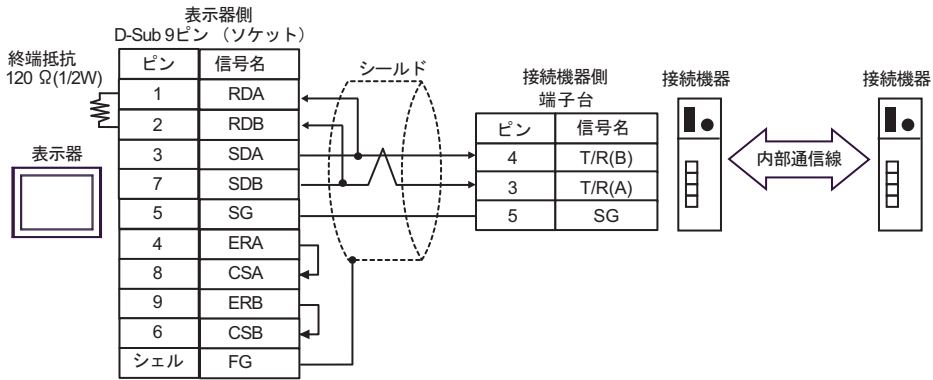 表示器側
D-Sub 9ピン （ソケット）
終端抵抗
120 Ω(1/2W)
表示器
ピン 信号名
1 RDA
2 RDB
3 SDA
7 SDB
5 SG
4 ERA
8 CSA
9 ERB
6 CSB
シェル FG
シールド
接続機器側
端子台
ピン 信号名
4 T/R(B)
3 T/R(A)
5 SG
接続機器
内部通信線
接続機器